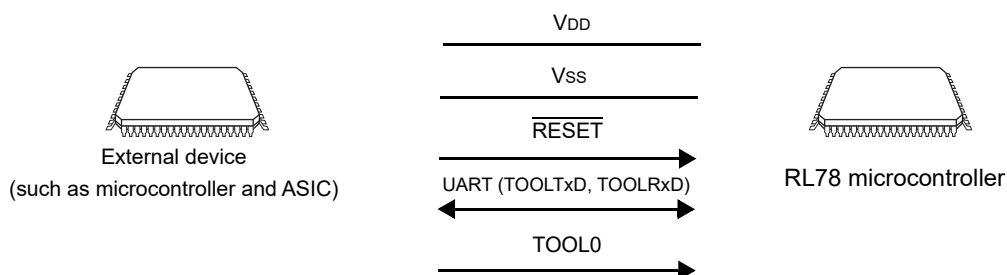 VDD
VSS
RESET
External device
(such as microcontroller and ASIC)
UART (TOOLTxD, TOOLRxD)
RL78 microcontroller
TOOL0